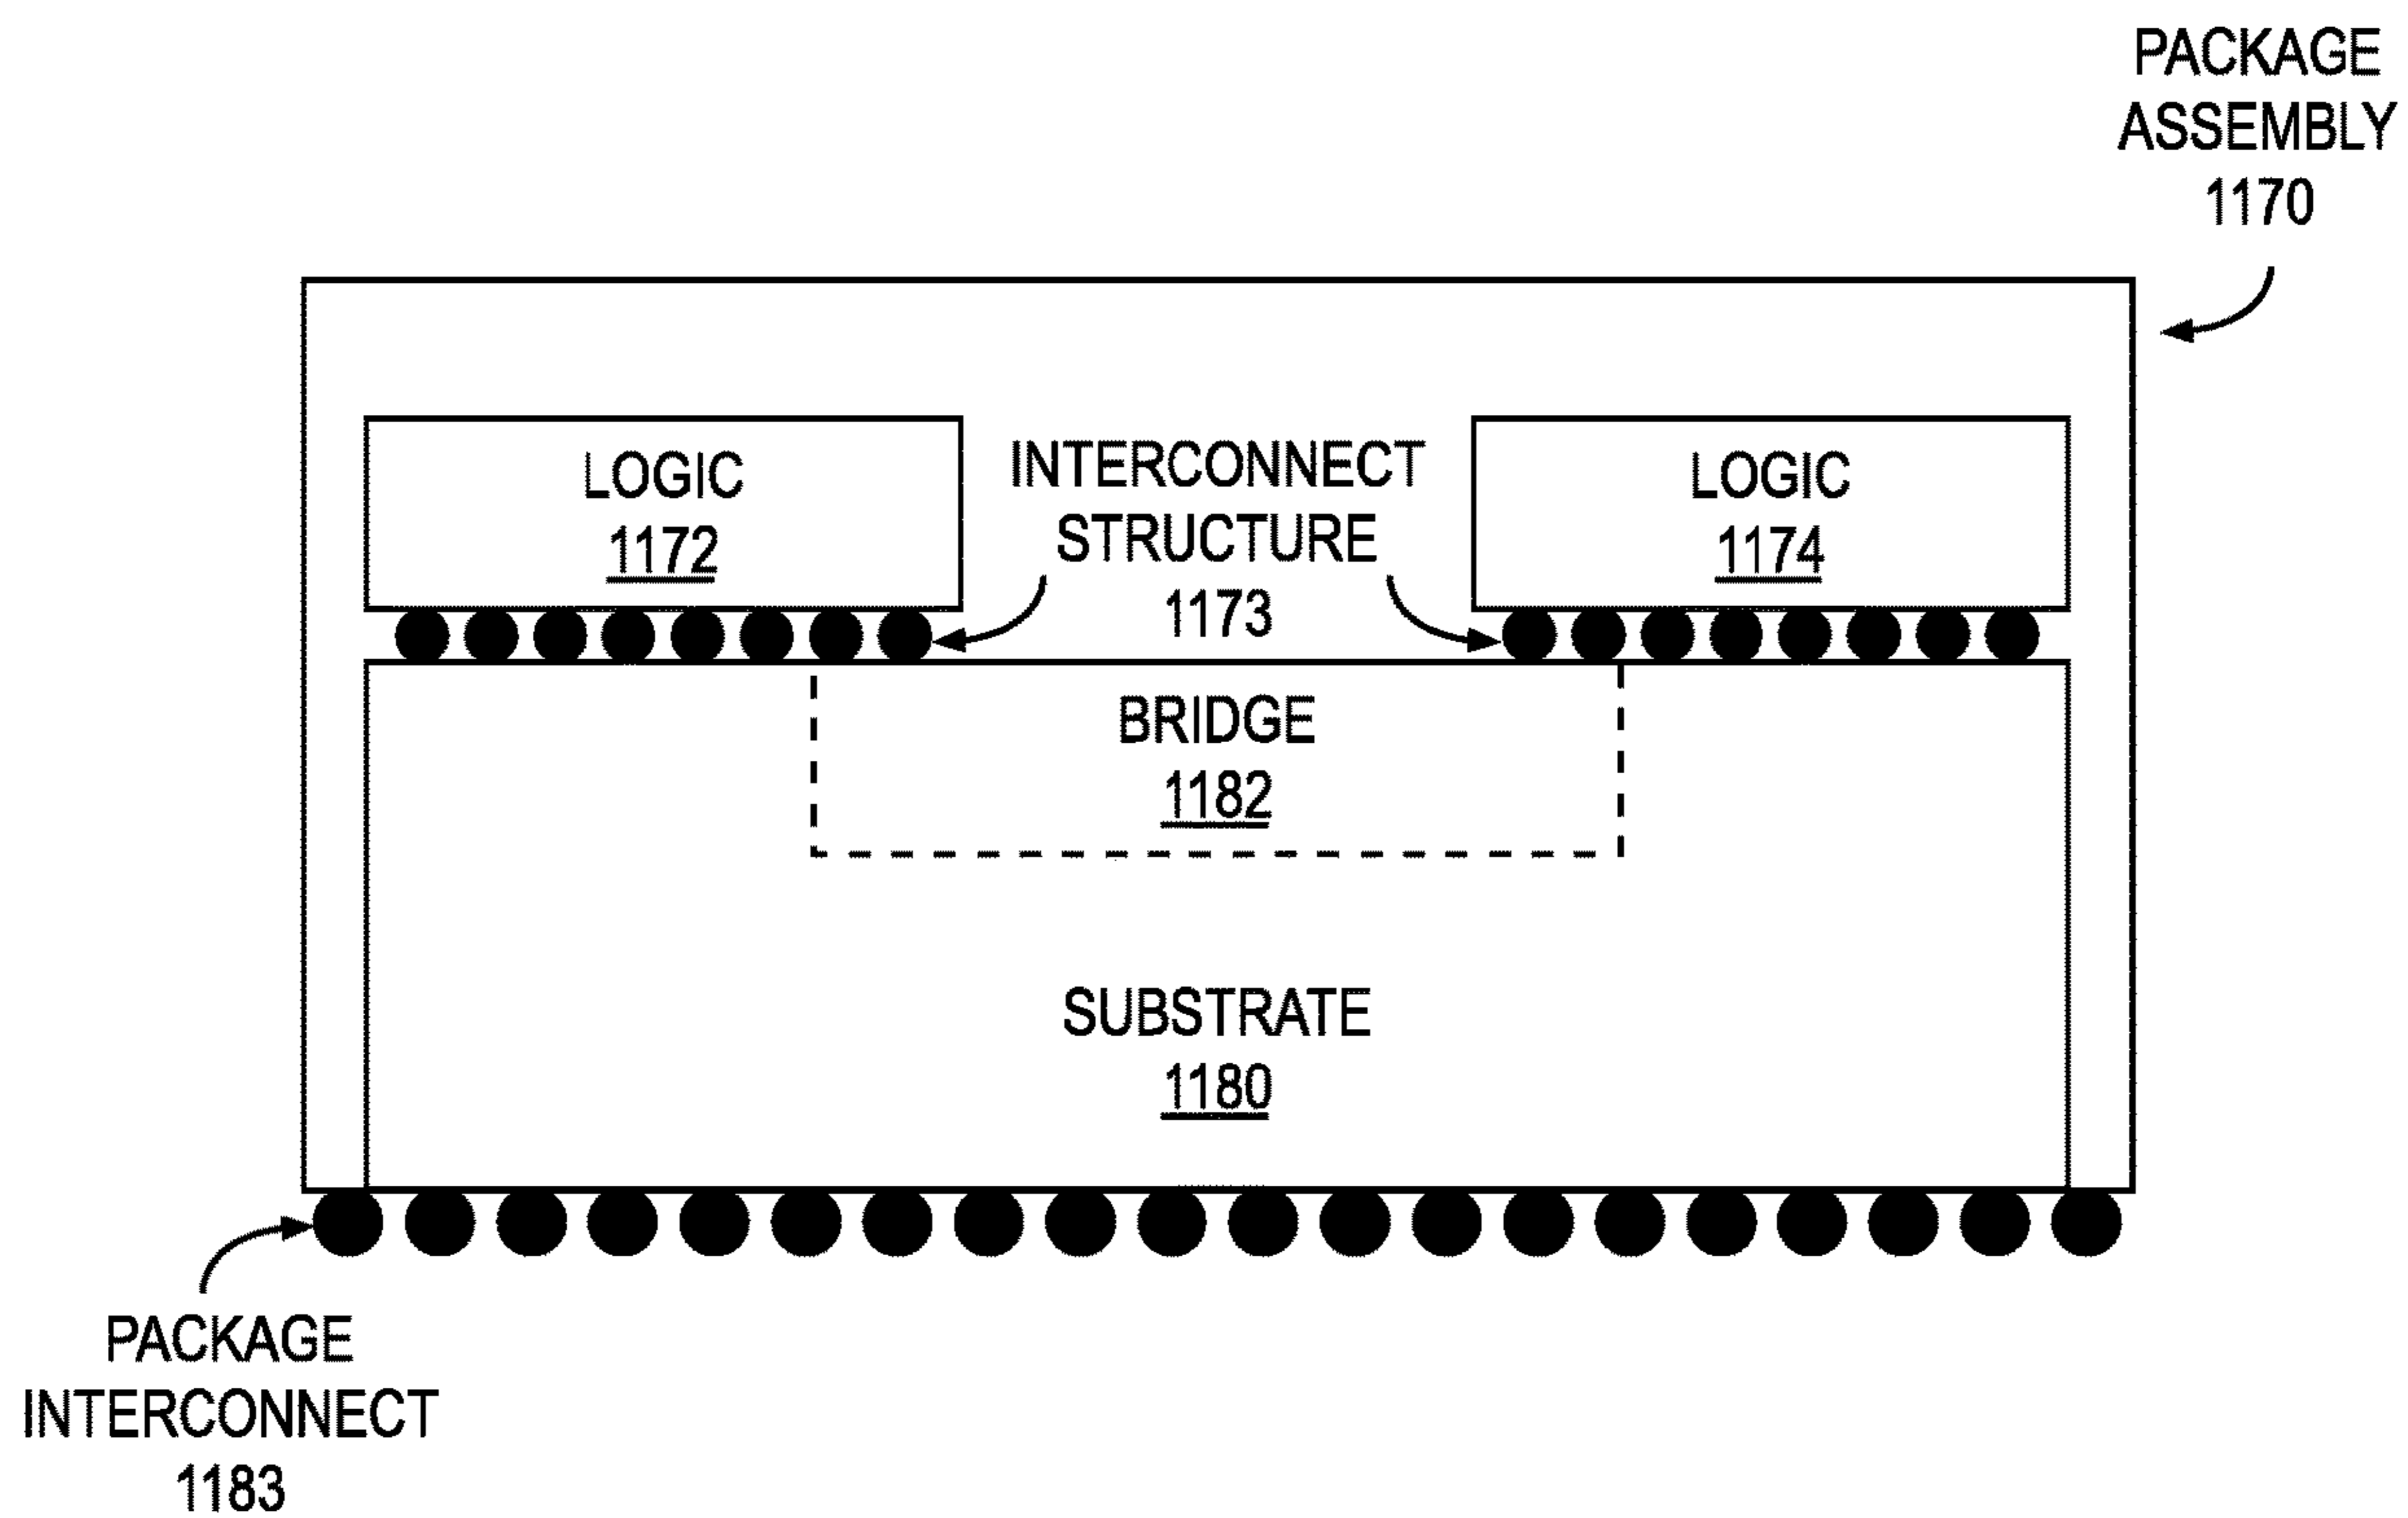 PACKAGE
ASSEMBLY
1170
LOGIC
1172
INTERCONNECT
STRUCTURE
1173
LOGIC
1174
BRIDGE
1182
SUBSTRATE
1180
PACKAGE
INTERCONNECT
1183